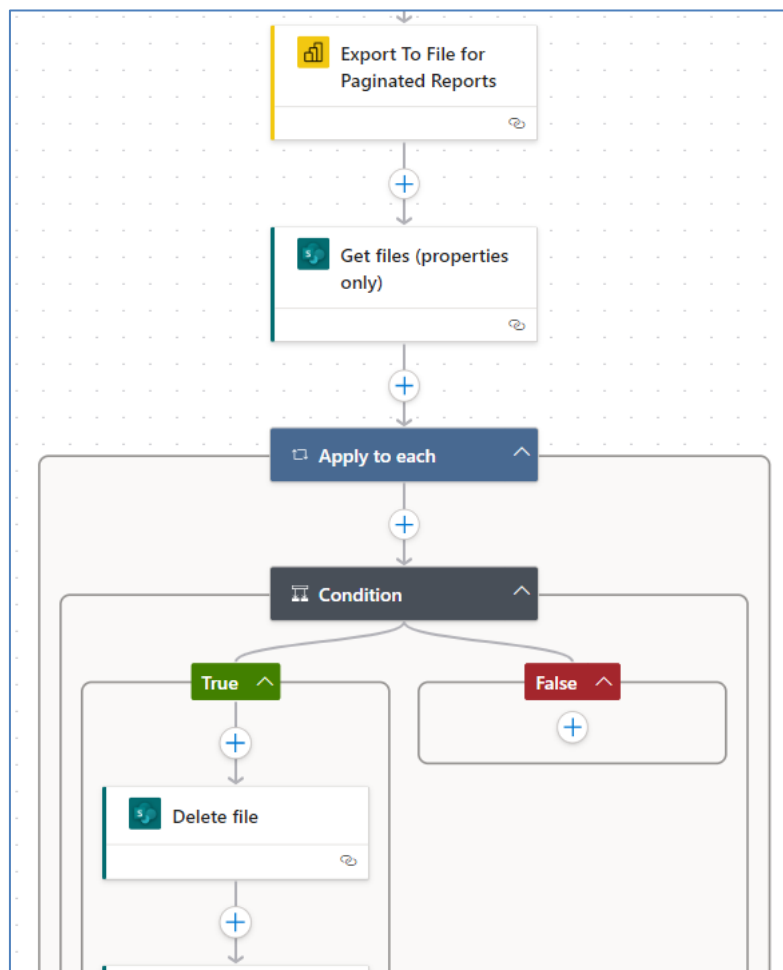 Export To File for
Paginated Reports
Get files (properties
only)
Apply to each
Condition
True
False
Delete file